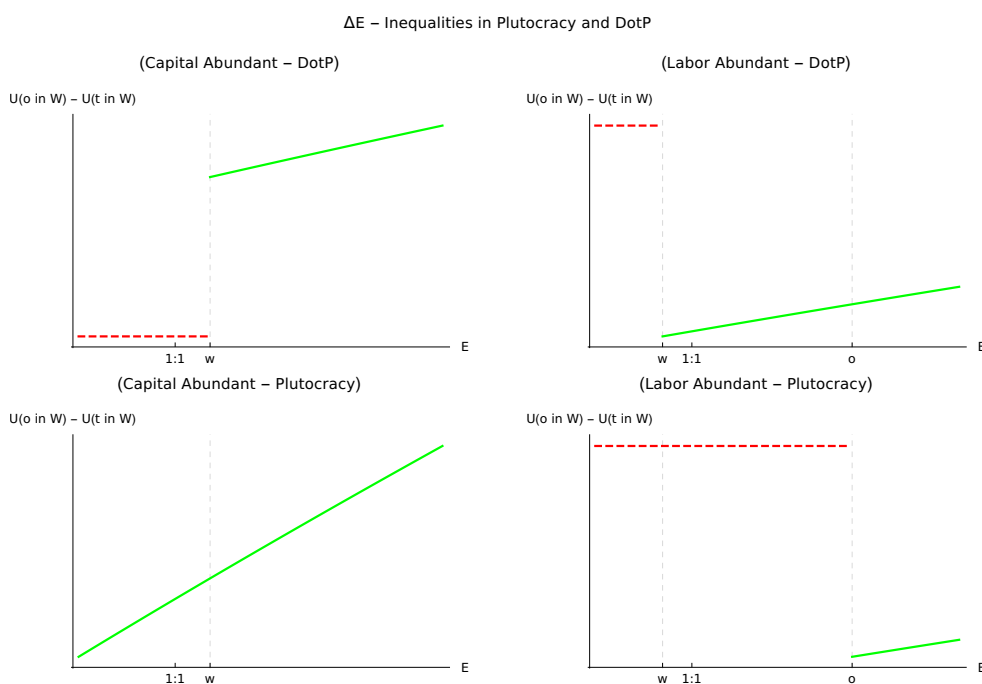 ΔE – Inequalities in Plutocracy and DotP
(Capital Abundant – DotP)
U(o in W) – U(t in W)
E
1:1 w
(Labor Abundant – DotP)
U(o in W) – U(t in W)
E
w 1:1 o
(Capital Abundant – Plutocracy)
U(o in W) – U(t in W)
E
1:1 w
(Labor Abundant – Plutocracy)
U(o in W) – U(t in W)
E
w 1:1 o